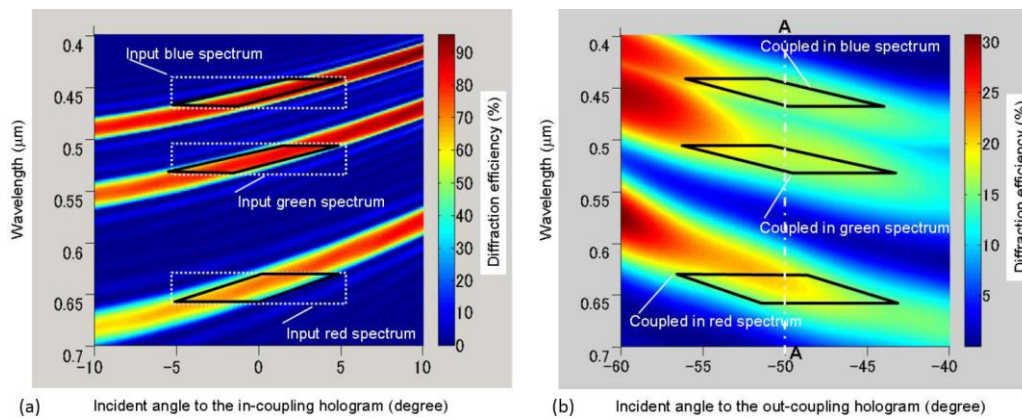 0.4
0.45
0.5
0.55
0.6
0.65
0.7
Wavelength (μm)
Input blue spectrum
Input green spectrum
Input red spectrum
-10
-5
0
5
10
90
80
70
60
50
40
30
20
10
0
Diffraction efficiency (%)
(a)
Incident angle to the in-coupling hologram (degree)
A
0.4
0.45
0.5
0.55
0.6
0.65
0.7
Wavelength (μm)
Coupled in blue spectrum
Coupled in green spectrum
Coupled in red spectrum
A
-60
-55
-50
-45
-40
30
25
20
15
10
5
Diffraction efficiency (%)
(b)
Incident angle to the out-coupling hologram (degree)